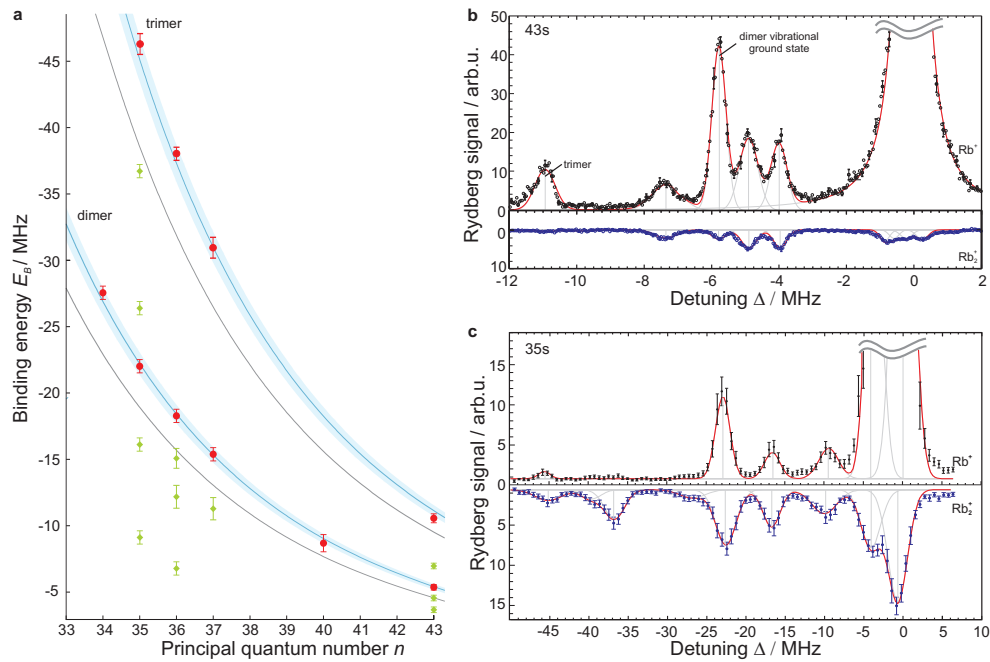 a
trimer
dimer
Binding energy E_B / MHz
-45
-40
-35
-30
-25
-20
-15
-10
-5
33 34 35 36 37 38 39 40 41 42 43
Principal quantum number n
b
43s
dimer vibrational
ground state
trimer
Rb⁺
Rydberg signal / arb.u.
50
40
30
20
10
0
0
10
Rb₂⁺
-12 -10 -8 -6 -4 -2 0 2
Detuning Δ / MHz
c
35s
Rb⁺
Rydberg signal / arb.u.
15
10
5
0
0
5
10
15
Rb₂⁺
-45 -40 -35 -30 -25 -20 -15 -10 -5 0 5
Detuning Δ / MHz